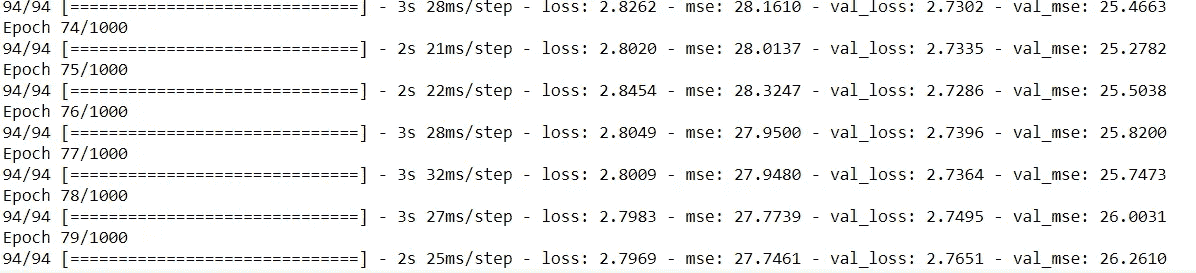 94/94 [==============================] - 3s 28ms/step - loss: 2.8262 - mse: 28.1610 - val_loss: 2.7302 - val_mse: 25.4663
Epoch 74/1000
94/94 [==============================] - 2s 21ms/step - loss: 2.8020 - mse: 28.0137 - val_loss: 2.7335 - val_mse: 25.2782
Epoch 75/1000
94/94 [==============================] - 2s 22ms/step - loss: 2.8454 - mse: 28.3247 - val_loss: 2.7286 - val_mse: 25.5038
Epoch 76/1000
94/94 [==============================] - 3s 28ms/step - loss: 2.8049 - mse: 27.9500 - val_loss: 2.7396 - val_mse: 25.8200
Epoch 77/1000
94/94 [==============================] - 3s 32ms/step - loss: 2.8009 - mse: 27.9480 - val_loss: 2.7364 - val_mse: 25.7473
Epoch 78/1000
94/94 [==============================] - 3s 27ms/step - loss: 2.7983 - mse: 27.7739 - val_loss: 2.7495 - val_mse: 26.0031
Epoch 79/1000
94/94 [==============================] - 2s 25ms/step - loss: 2.7969 - mse: 27.7461 - val_loss: 2.7651 - val_mse: 26.2610